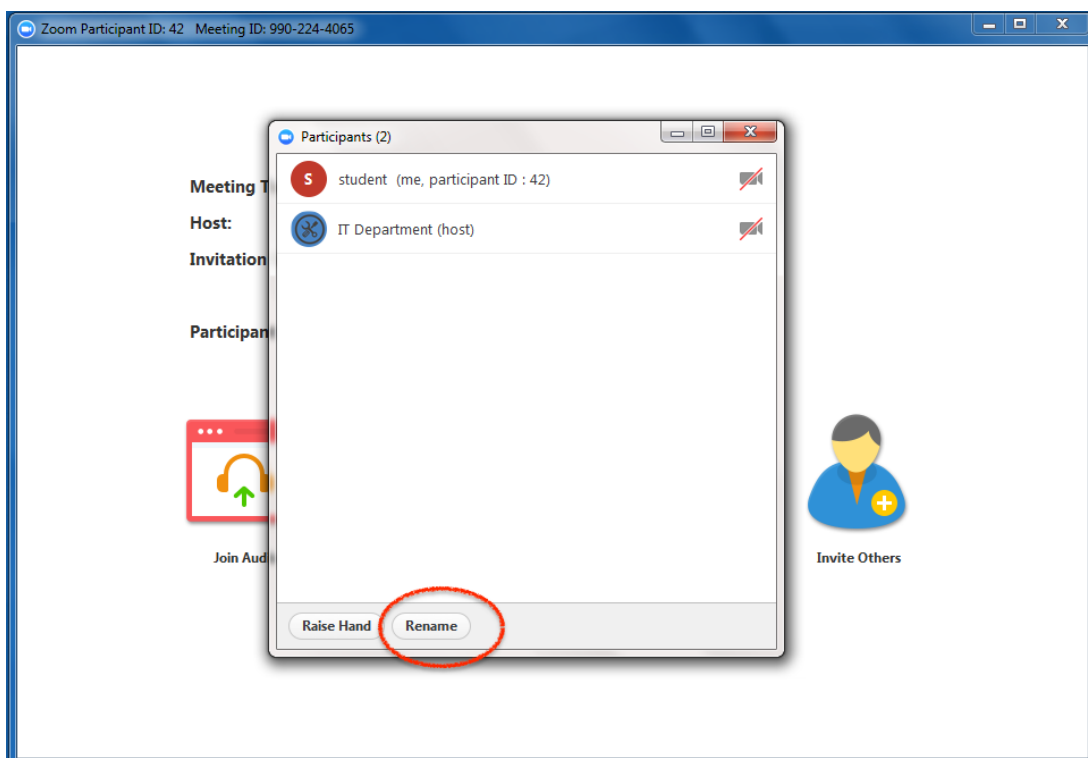 Zoom Participant ID: 42 Meeting ID: 990-224-4065
Participants (2)
S
student (me, participant ID : 42)
IT Department (host)
Meeting T
Host:
Invitation
Participan
Join Aud
Invite Others
Raise Hand
Rename